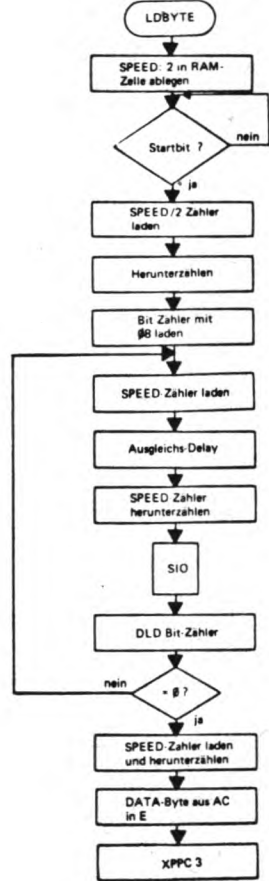 LDBYTE
SPEED: 2 in RAM-
Zelle ablegen
nein
Startbit ?
ja
SPEED/2 Zähler
laden
Herunterzählen
Bit Zähler mit
Ø8 laden
SPEED-Zähler laden
Ausgleichs-Delay
SPEED Zähler
herunterzählen
SIO
DLD Bit-Zähler
nein
= Ø ?
ja
SPEED-Zähler laden
und herunterzählen
DATA-Byte aus AC
in E
XPPC 3